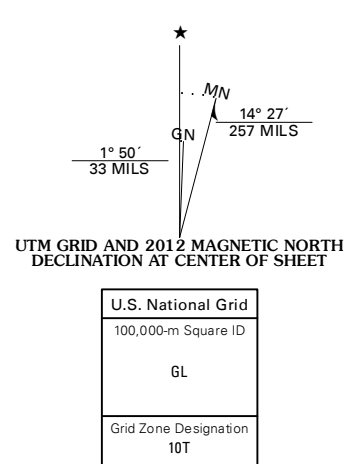 ★
MN
14° 27´
257 MILS
GN
1° 50´
33 MILS
UTM GRID AND 2012 MAGNETIC NORTH
DECLINATION AT CENTER OF SHEET
U.S. National Grid
100,000-m Square ID
GL
Grid Zone Designation
10T